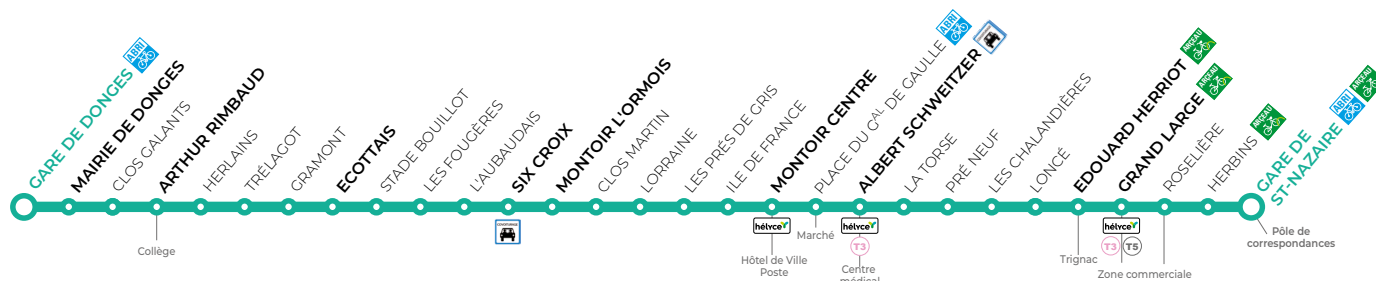 GARE DE DONGES
ABRI
MAIRIE DE DONGES
CLOS GALANTS
ARTHUR RIMBAUD
HERLAINS
TRÉLAGOT
GRAMONT
ECOTTAIS
STADE BOUILLOT
LES FOUGÈRES
L'AUBAUDAIS
SIX CROIX
MONTOIR L'ORMOIS
CLOS MARTIN
LORRAINE
LES PRÉS DE GRIS
ILE DE FRANCE
MONTOIR CENTRE
PLACE DU GAL DE GAULLE
ABRI
ALBERT SCHWEITZER
LA TORSE
PRÉ NEUF
LES CHALANDIÈRES
LONCÉ
EDOUARD HERRIOT
ARCEAU
GRAND LARGE
ARCEAU
ROSELIÈRE
HERBINS
ARCEAU
GARE DE
ST-NAZAIRE
ABRI
ARCEAU
Collège
COVOITURAGE
hélyce
Hôtel de Ville
Poste
Marché
hélyce
T3
Centre
médical
Trignac
hélyce
T3 T5
Zone commerciale
Pôle de
correspondances